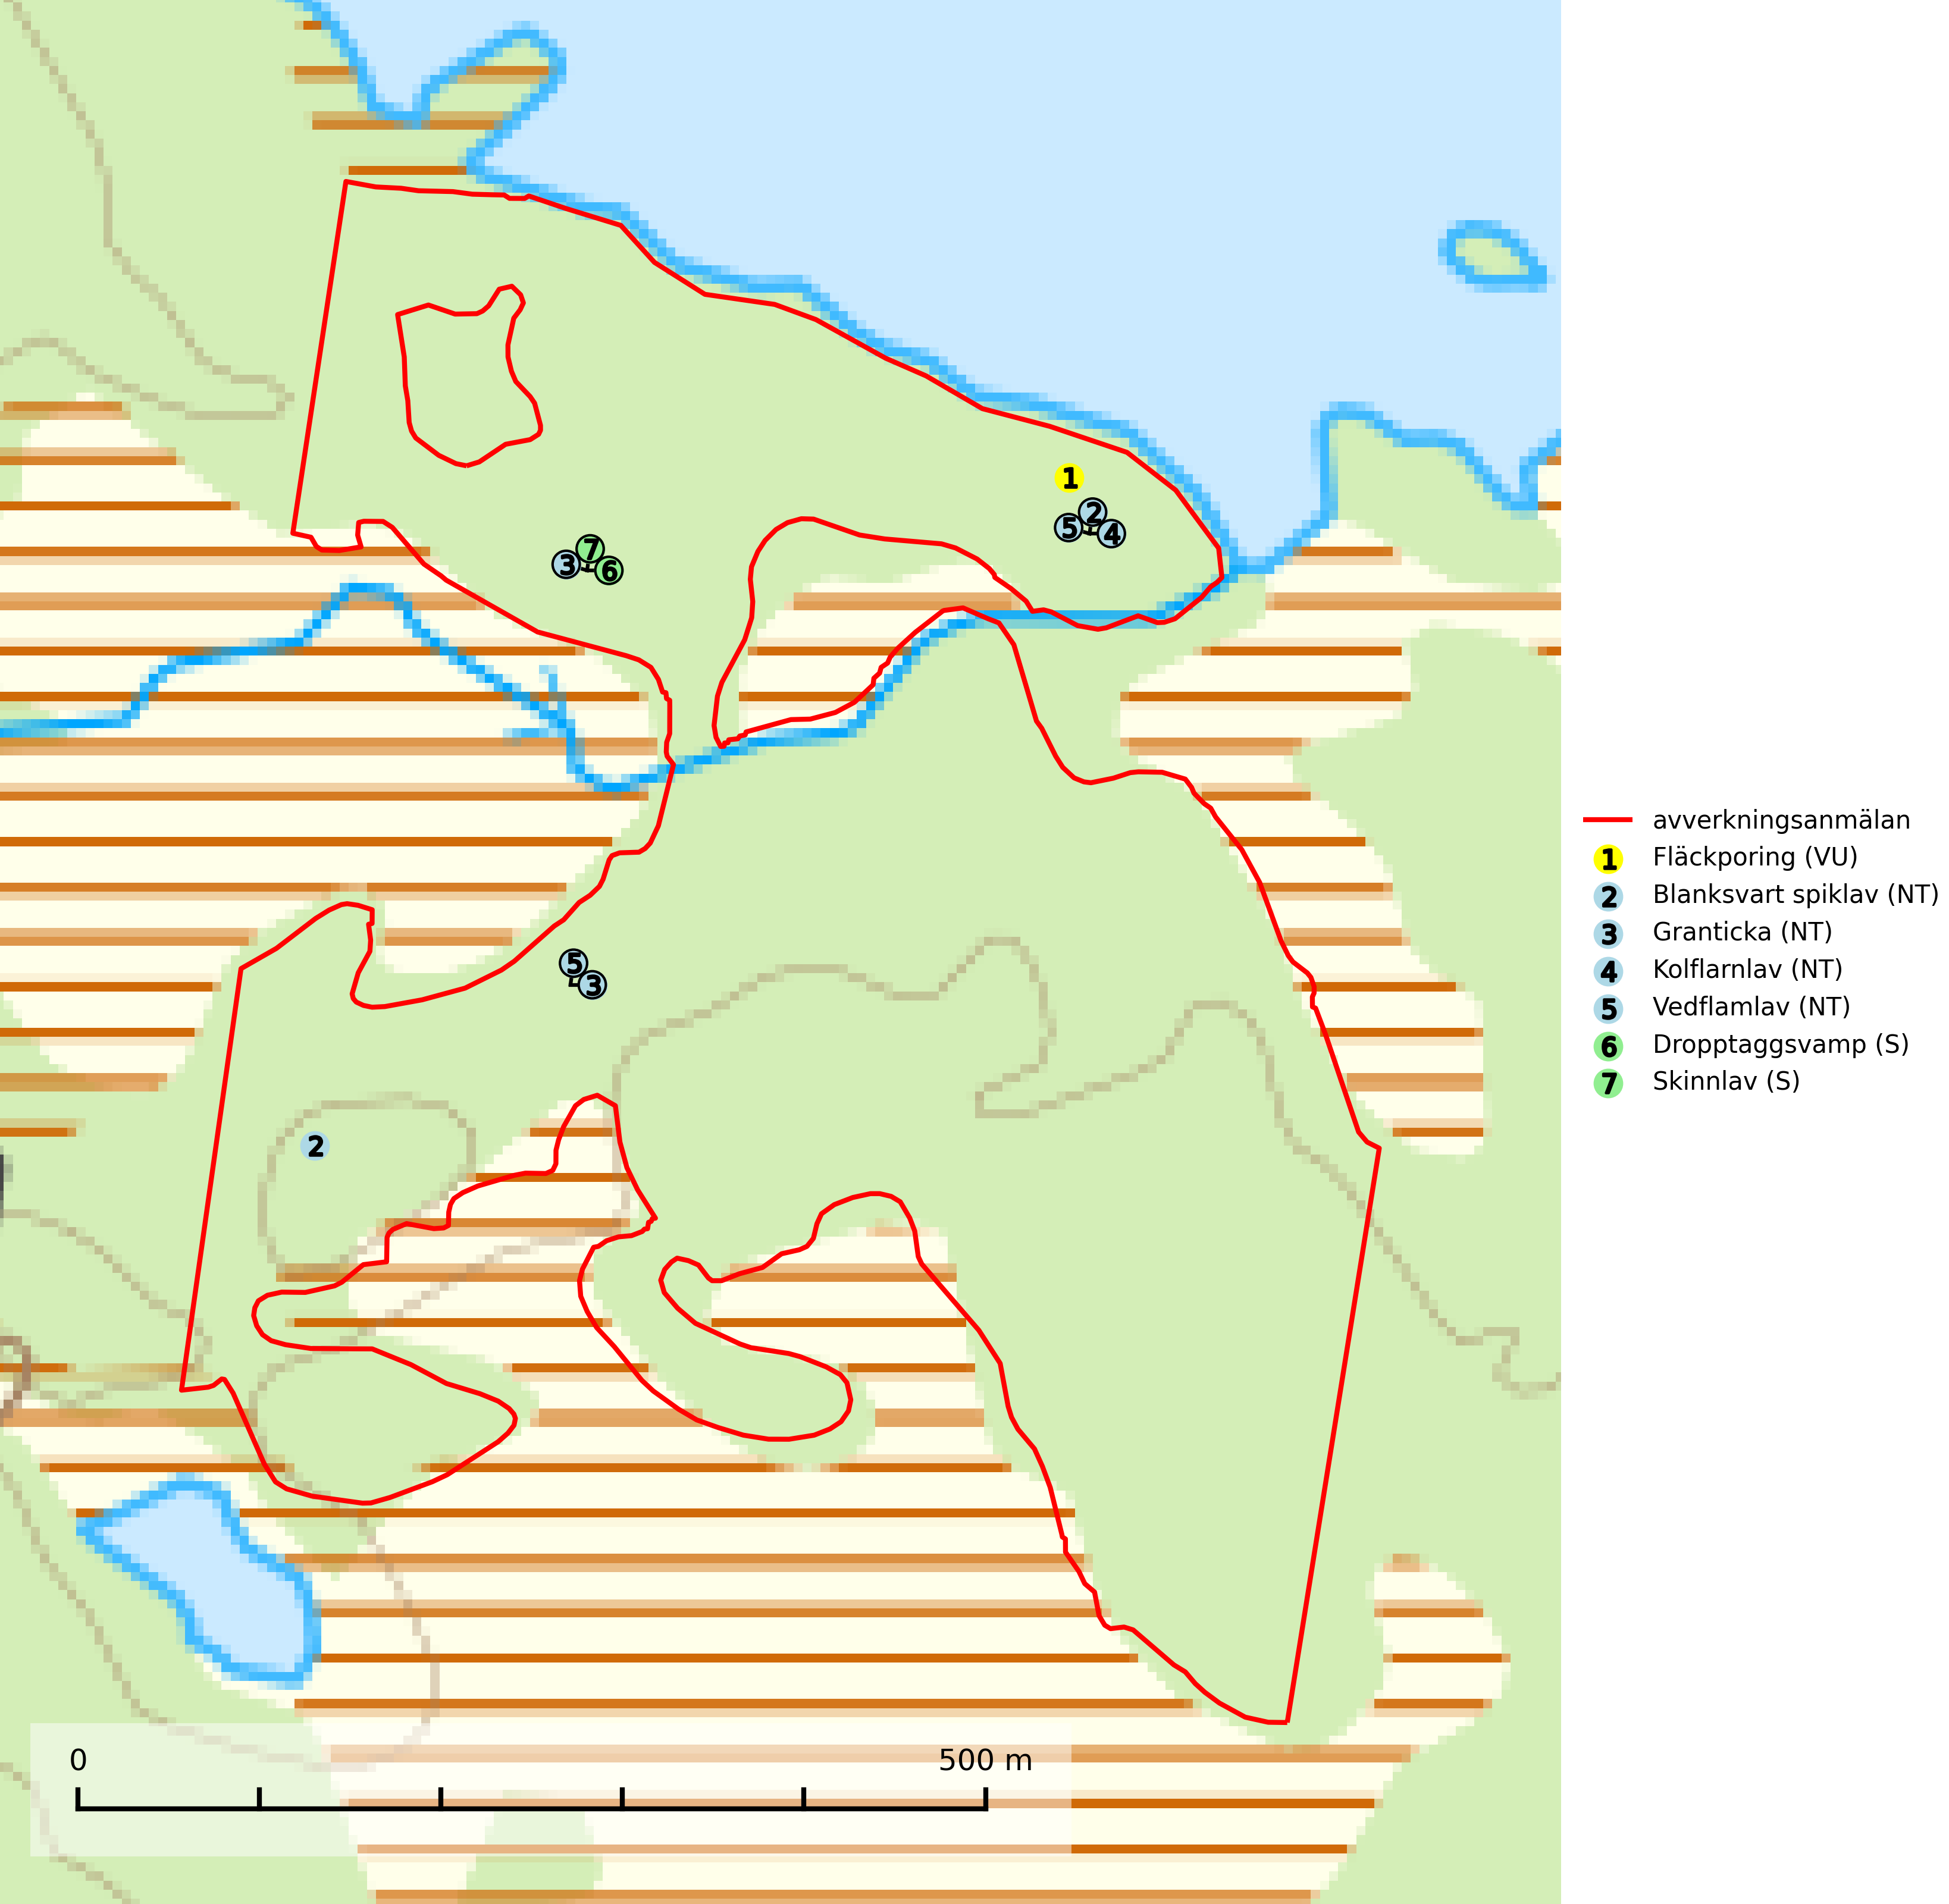 1
2
5
4
7
3
6
5
3
2
avverkningsanmälan
1 Fläckporing (VU)
2 Blanksvart spiklav (NT)
3 Granticka (NT)
4 Kolflarnlav (NT)
5 Vedflamlav (NT)
6 Dropptaggsvamp (S)
7 Skinnlav (S)
0 500 m